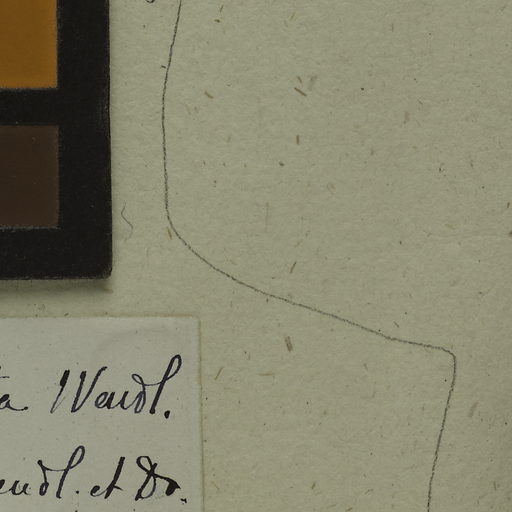 a Wendl.
endl. et Dr.